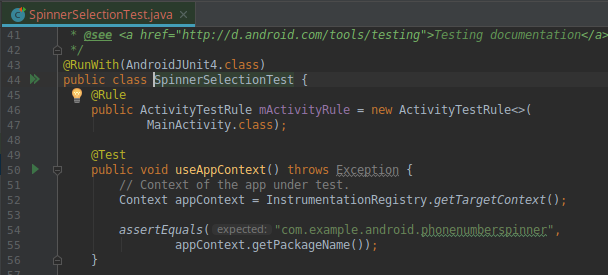 SpinnerSelectionTest.java ×
41 * @see <a href="http://d.android.com/tools/testing">Testing documentation</a>
42 */
43 @RunWith(AndroidJUnit4.class)
44 public class SpinnerSelectionTest {
45 @Rule
46 public ActivityTestRule mActivityRule = new ActivityTestRule<>(
47 MainActivity.class);
48
49 @Test
50 public void useAppContext() throws Exception {
51 // Context of the app under test.
52 Context appContext = InstrumentationRegistry.getTargetContext();
53
54 assertEquals( expected: "com.example.android.phonenumberspinner",
55 appContext.getPackageName());
56 }